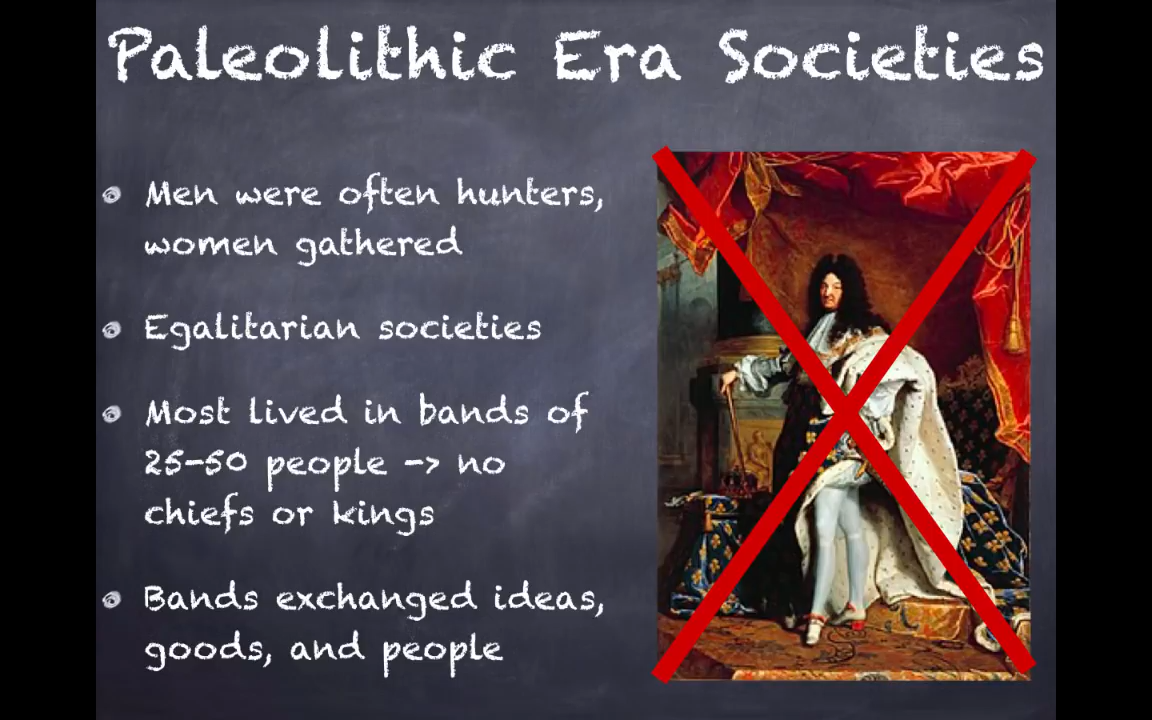 Paleolithic Era Societies
Men were often hunters,
women gathered
Egalitarian societies
Most lived in bands of
25-50 people -> no
chiefs or kings
Bands exchanged ideas,
goods, and people